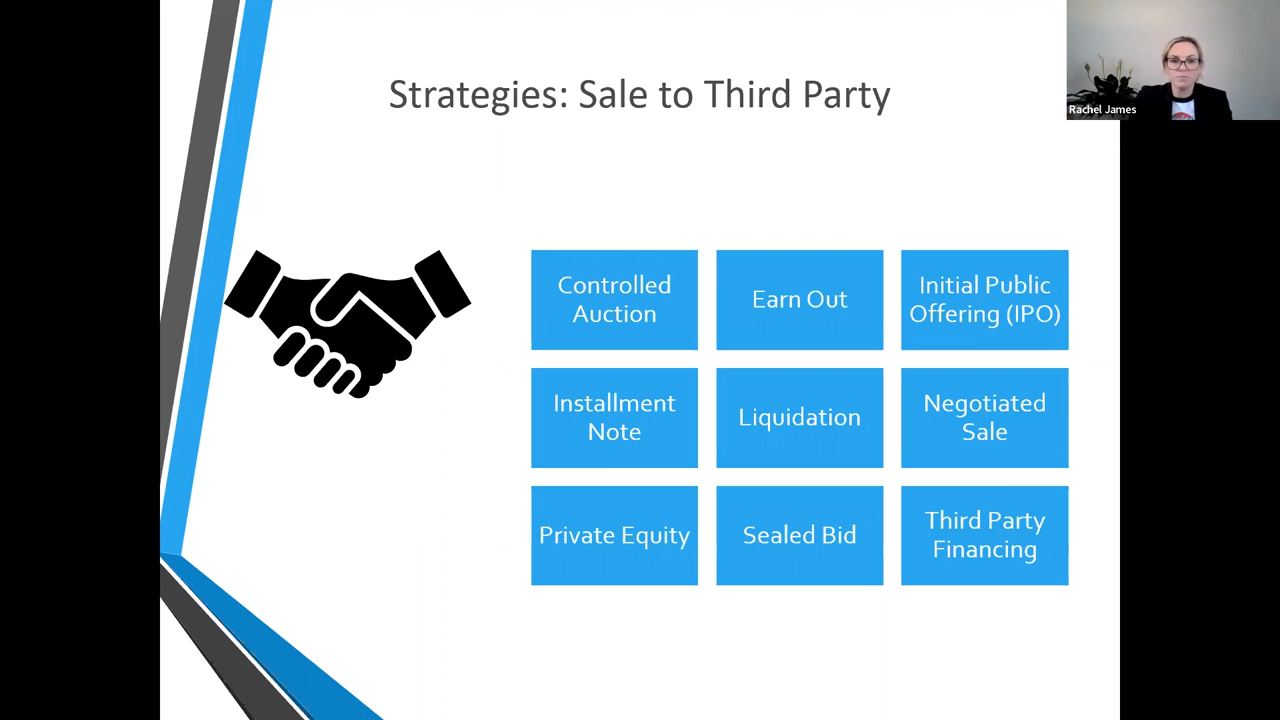 Strategies: Sale to Third Party
Rachel James
Controlled
Auction
Earn Out
Initial Public
Offering (IPO)
Installment
Note
Liquidation
Negotiated
Sale
Private Equity
Sealed Bid
Third Party
Financing